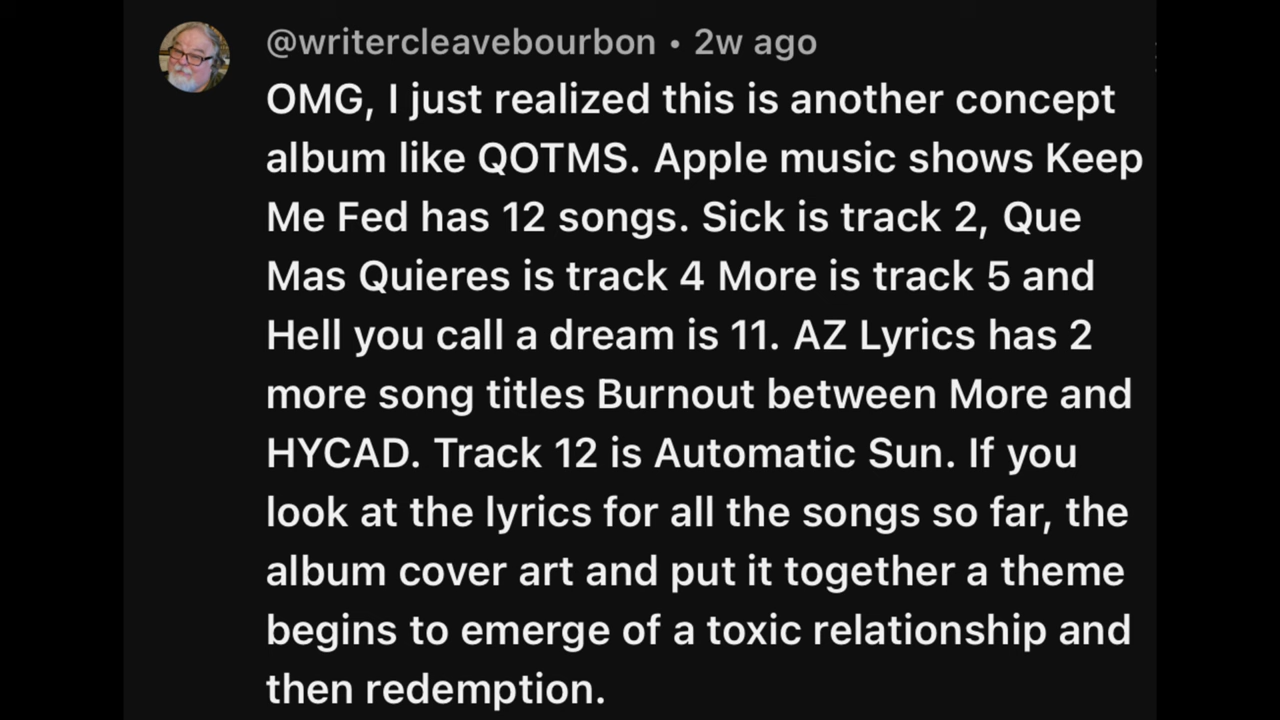 @writercleavebourbon • 2w ago
OMG, I just realized this is another concept
album like QOTMS. Apple music shows Keep
Me Fed has 12 songs. Sick is track 2, Que
Mas Quieres is track 4 More is track 5 and
Hell you call a dream is 11. AZ Lyrics has 2
more song titles Burnout between More and
HYCAD. Track 12 is Automatic Sun. If you
look at the lyrics for all the songs so far, the
album cover art and put it together a theme
begins to emerge of a toxic relationship and
then redemption.